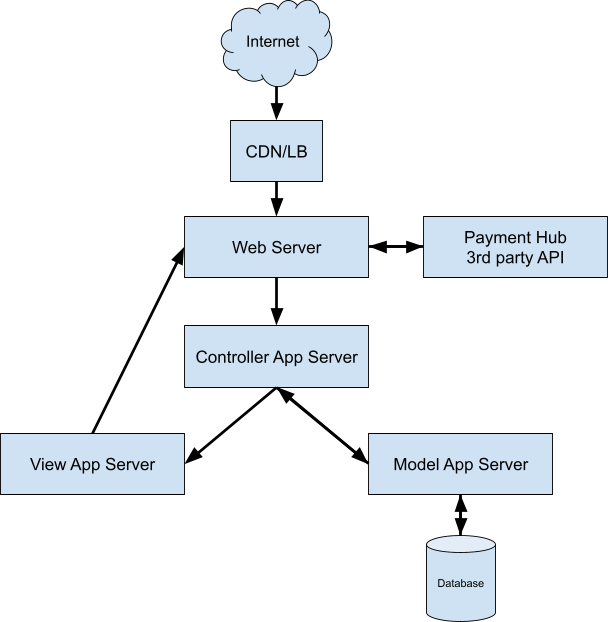 Internet
CDN/LB
Web Server
Payment Hub
3rd party API
Controller App Server
View App Server
Model App Server
Database